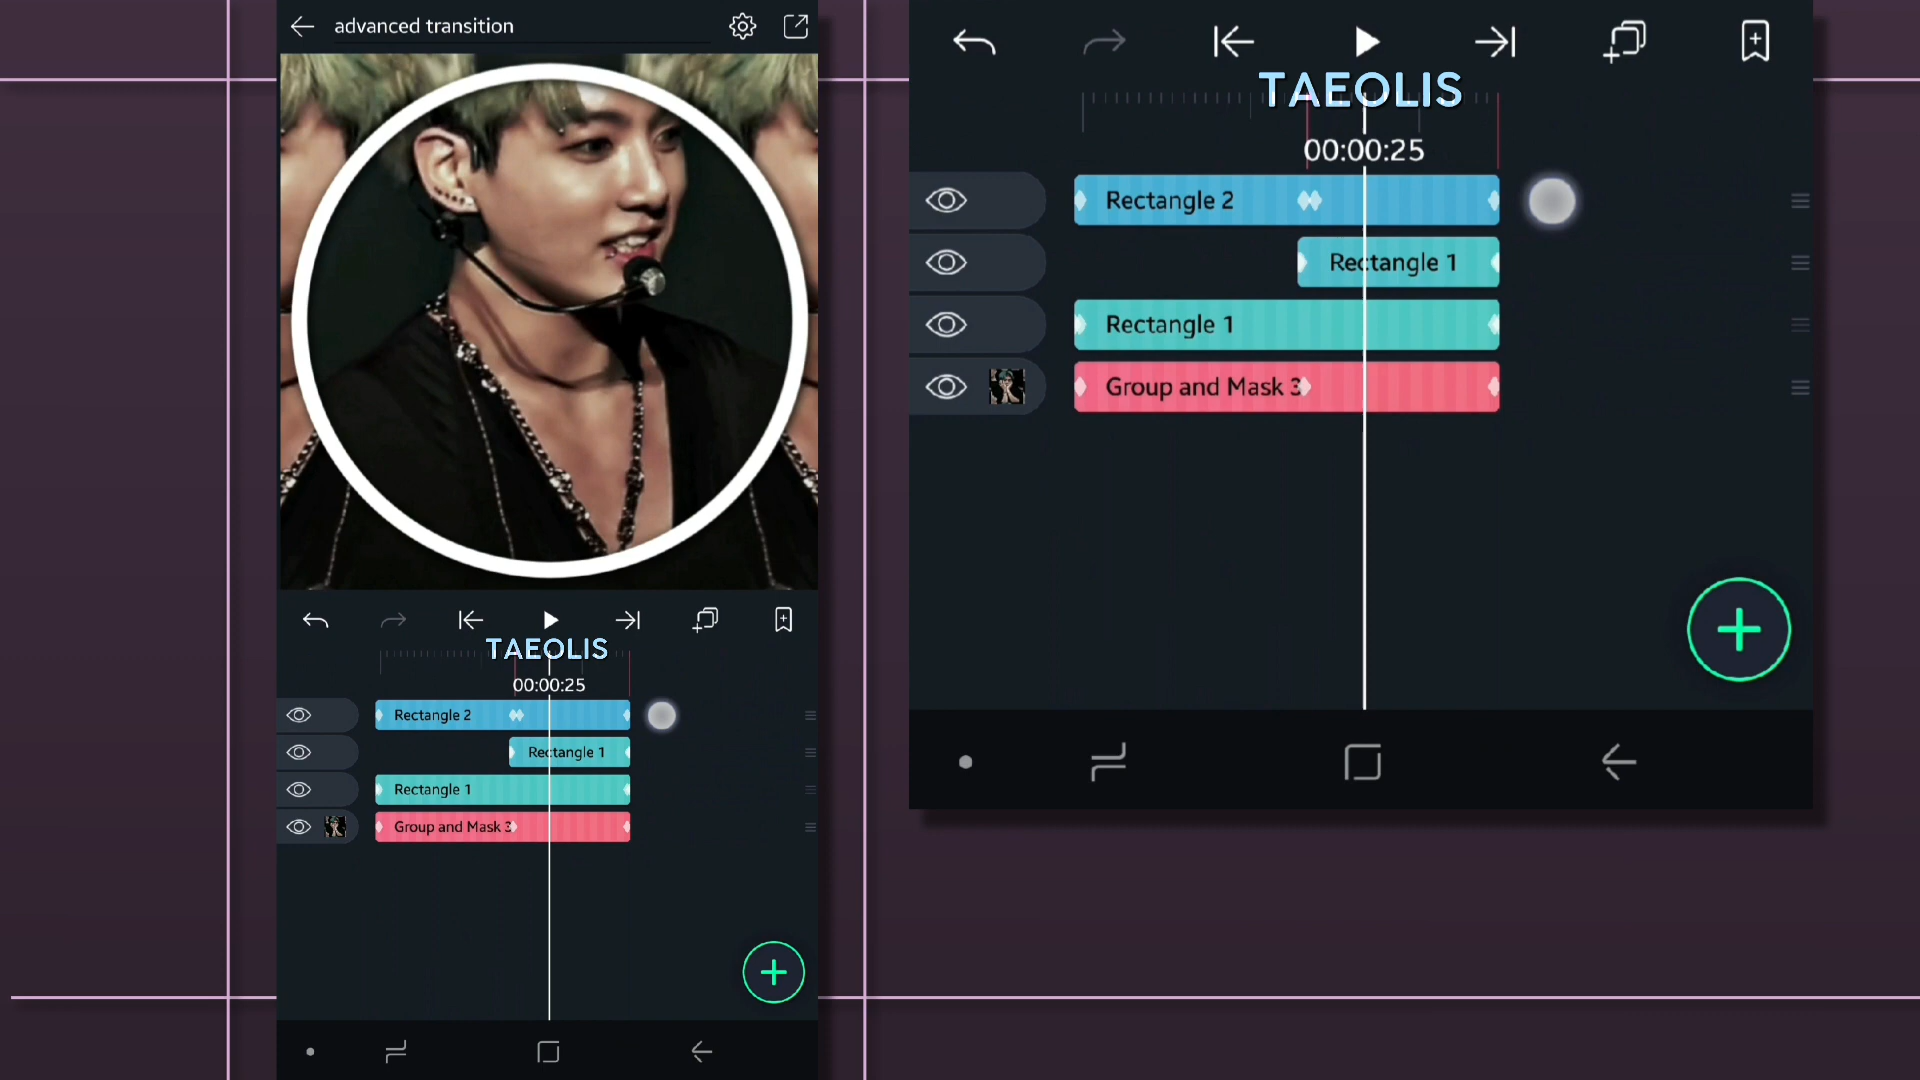 advanced transition
TAEOLIS
00:00:25
Rectangle 2
Rectangle 1
Rectangle 1
Group and Mask 3
TAEOLIS
00:00:25
Rectangle 2
Rectangle 1
Rectangle 1
Group and Mask 3